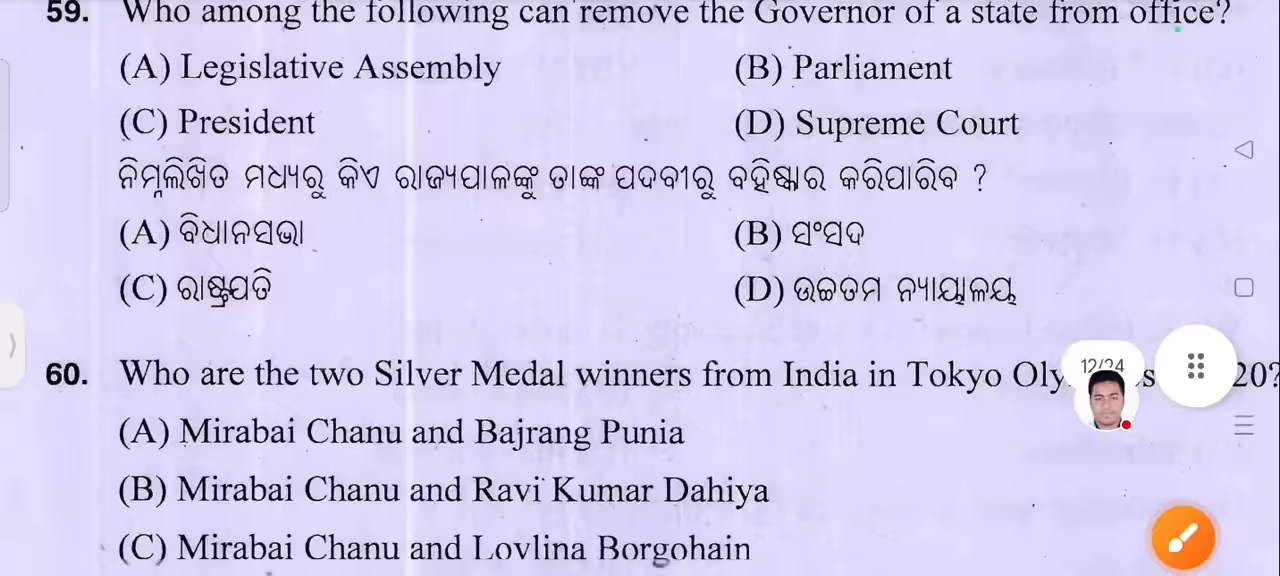 59. Who among the following can remove the Governor of a state from office?
(A) Legislative Assembly (B) Parliament
(C) President (D) Supreme Court
ନିମ୍ନଲିଖିତ ମଧ୍ୟରୁ କିଏ ରାଜ୍ୟପାଳଙ୍କୁ ତାଙ୍କ ପଦବୀରୁ ବହିଷ୍କାର କରିପାରିବ ?
(A) ବିଧାନସଭା (B) ସଂସଦ
(C) ରାଷ୍ଟ୍ରପତି (D) ଉଚ୍ଚତମ ନ୍ୟାୟାଳୟ
12/24
60. Who are the two Silver Medal winners from India in Tokyo 20?
(A) Mirabai Chanu and Bajrang Punia
(B) Mirabai Chanu and Ravi Kumar Dahiya
(C) Mirabai Chanu and Lovlina Borgohain